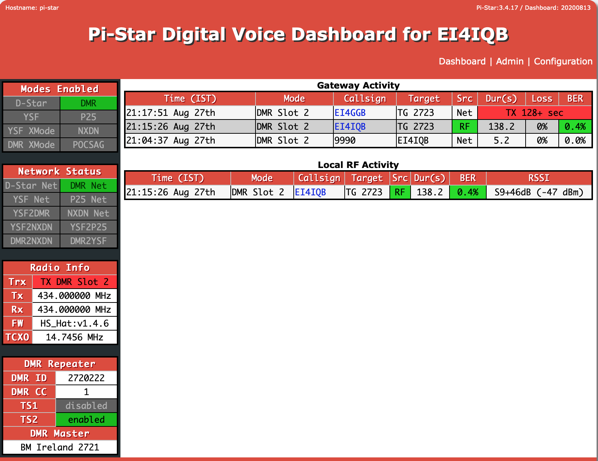 Hostname: pi-star
Pi-Star:3.4.17 / Dashboard: 20200813
Pi-Star Digital Voice Dashboard for EI4IQB
Dashboard | Admin | Configuration
Modes Enabled
D-Star DMR
YSF P25
YSF XMode NXDN
DMR XMode POCSAG
Network Status
D-Star Net DMR Net
YSF Net P25 Net
YSF2DMR NXDN Net
YSF2NXDN YSF2P25
DMR2NXDN DMR2YSF
Radio Info
Trx TX DMR Slot 2
Tx 434.000000 MHz
Rx 434.000000 MHz
FW HS_Hat:v1.4.6
TCXO 14.7456 MHz
DMR Repeater
DMR ID 2720222
DMR CC 1
TS1 disabled
TS2 enabled
DMR Master
BM Ireland 2721
Gateway Activity
Time (IST) Mode Callsign Target Src Dur(s) Loss BER
21:17:51 Aug 27th DMR Slot 2 EI4GGB TG 2723 Net TX 128+ sec
21:15:26 Aug 27th DMR Slot 2 EI4IQB TG 2723 RF 138.2 0% 0.4%
21:04:37 Aug 27th DMR Slot 2 9990 EI4IQB Net 5.2 0% 0.0%
Local RF Activity
Time (IST) Mode Callsign Target Src Dur(s) BER RSSI
21:15:26 Aug 27th DMR Slot 2 EI4IQB TG 2723 RF 138.2 0.4% S9+46dB (-47 dBm)